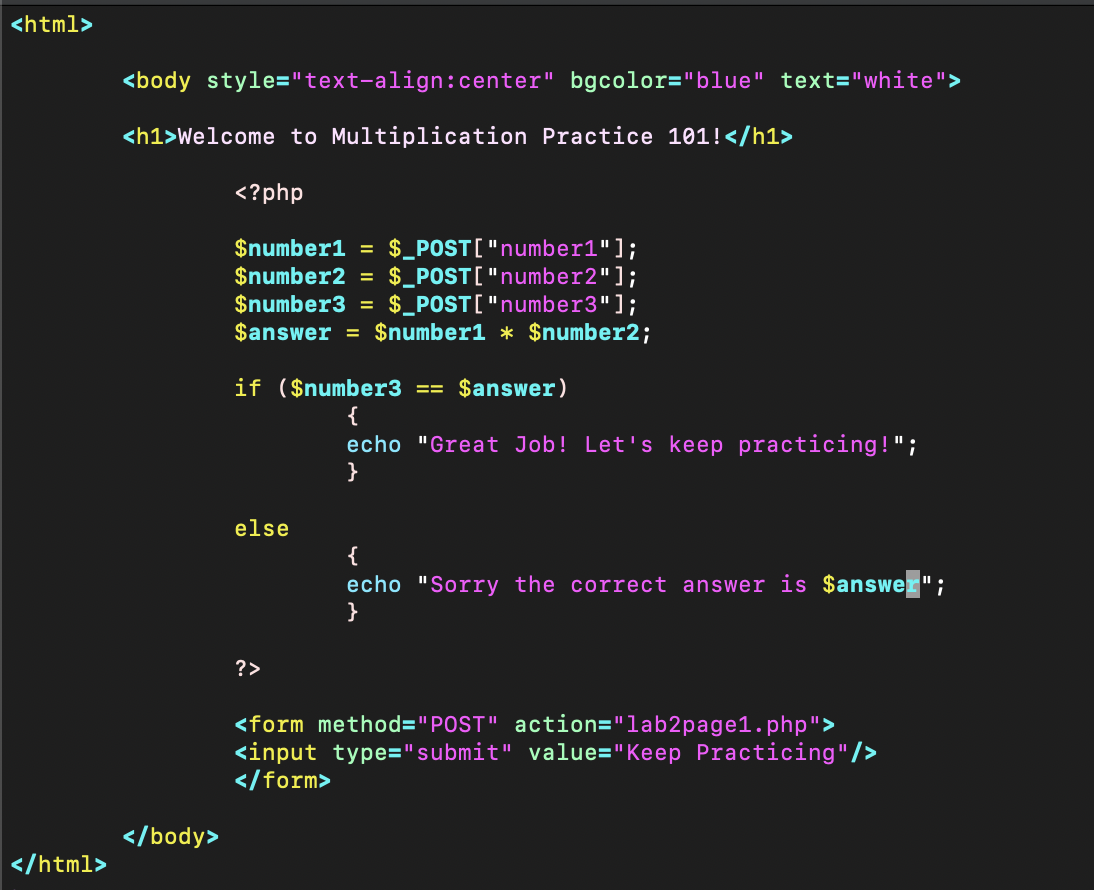 <html>
<body style="text-align:center" bgcolor="blue" text="white">
<h1>Welcome to Multiplication Practice 101!</h1>
<?php
$number1 = $_POST["number1"];
$number2 = $_POST["number2"];
$number3 = $_POST["number3"];
$answer = $number1 * $number2;
if ($number3 == $answer)
{
echo "Great Job! Let's keep practicing!";
}
else
{
echo "Sorry the correct answer is $answer";
}
?>
<form method="POST" action="lab2page1.php">
<input type="submit" value="Keep Practicing"/>
</form>
</body>
</html>